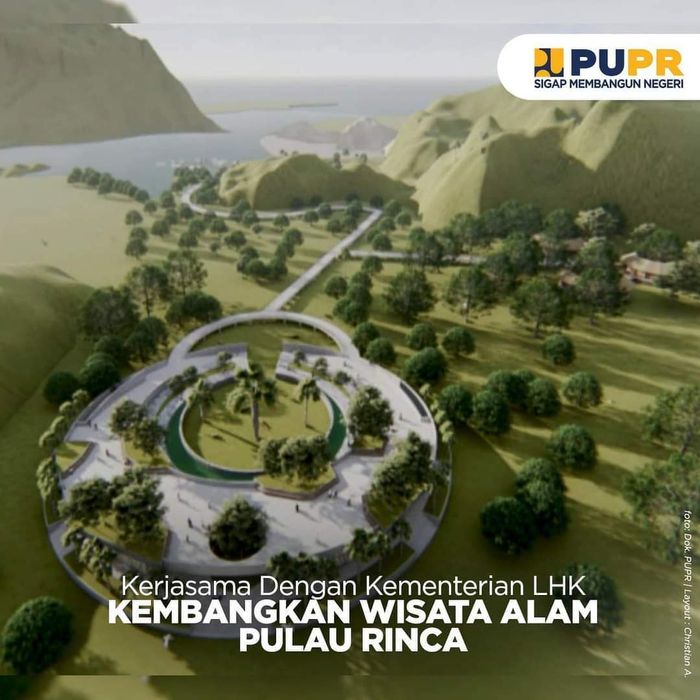 PUPR
SIGAP MEMBANGUN NEGERI
Kerjasama Dengan Kementerian LHK
KEMBANGKAN WISATA ALAM
PULAU RINCA
foto: Dok. PUPR | Layout : Christian A.